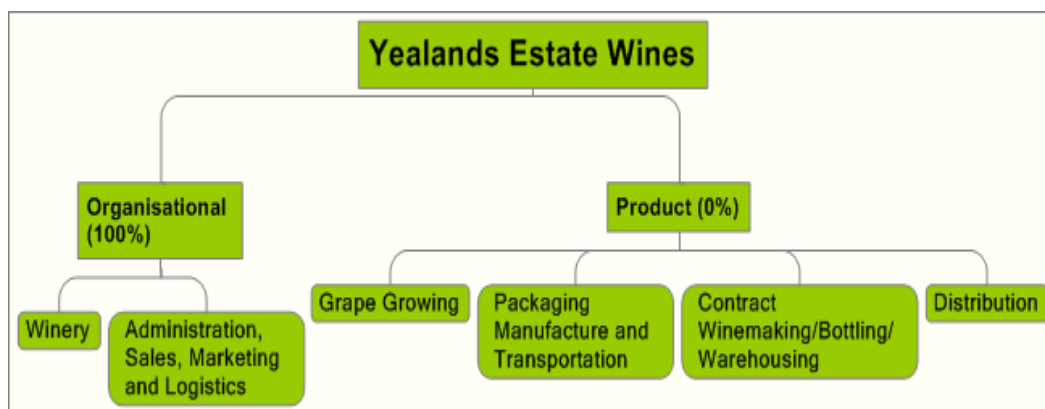 Yealands Estate Wines
Organisational
(100%)
Product (0%)
Winery
Administration,
Sales, Marketing
and Logistics
Grape Growing
Packaging
Manufacture and
Transportation
Contract
Winemaking/Bottling/
Warehousing
Distribution